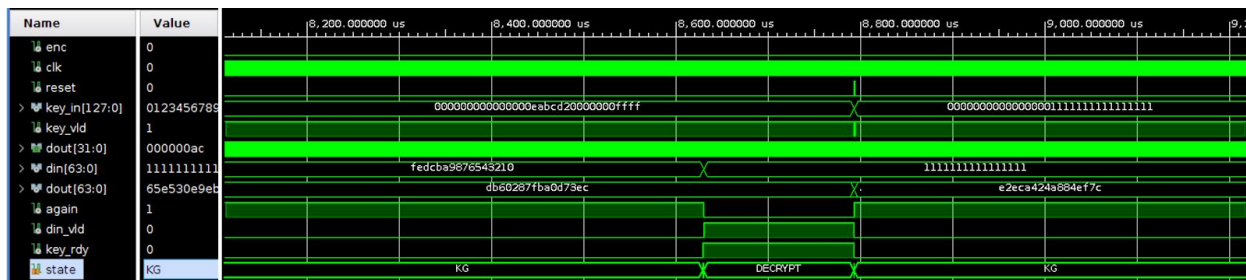 Name Value 8,200.000000 us 8,400.000000 us 8,600.000000 us 8,800.000000 us 9,000.000000 us
enc 0
clk 0
reset 0
key_in[127:0] 0123456789 000000000000000eabcd20000000ffff 00000000000000001111111111111111
key_vld 1
dout[31:0] 000000ac
din[63:0] 1111111111 fedcba9876543210 1111111111111111
dout[63:0] 65e530e9eb db60287fba0d73ec e2eca424a884ef7c
again 1
din_vld 0
key_rdy 0
state KG KG DECRYPT KG